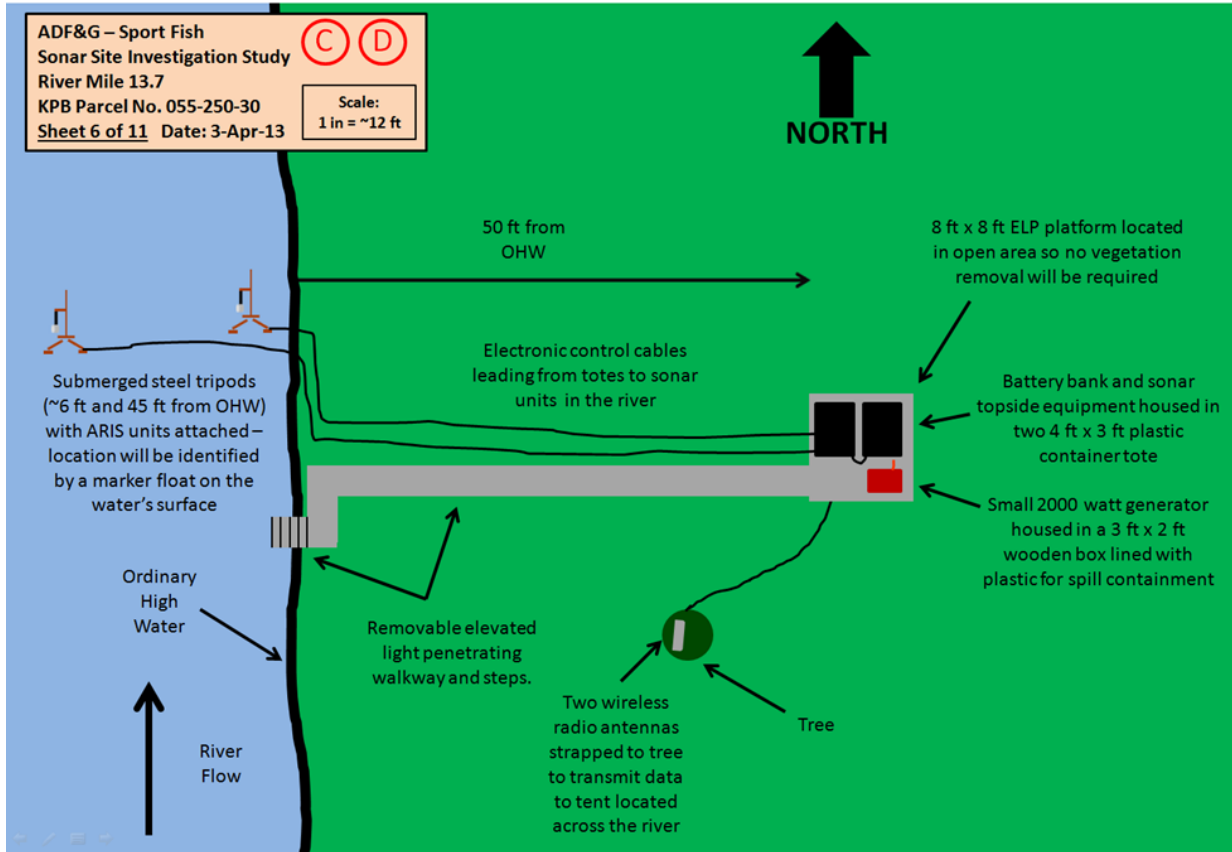 ADF&G – Sport Fish
Sonar Site Investigation Study
River Mile 13.7
KPB Parcel No. 055-250-30
Sheet 6 of 11 Date: 3-Apr-13
C
D
Scale:
1 in = ~12 ft
NORTH
50 ft from
OHW
8 ft x 8 ft ELP platform located
in open area so no vegetation
removal will be required
Submerged steel tripods
(~6 ft and 45 ft from OHW)
with ARIS units attached –
location will be identified
by a marker float on the
water's surface
Electronic control cables
leading from totes to sonar
units in the river
Battery bank and sonar
topside equipment housed in
two 4 ft x 3 ft plastic
container tote
Small 2000 watt generator
housed in a 3 ft x 2 ft
wooden box lined with
plastic for spill containment
Ordinary
High
Water
Removable elevated
light penetrating
walkway and steps.
Two wireless
radio antennas
strapped to tree
to transmit data
to tent located
across the river
Tree
River
Flow